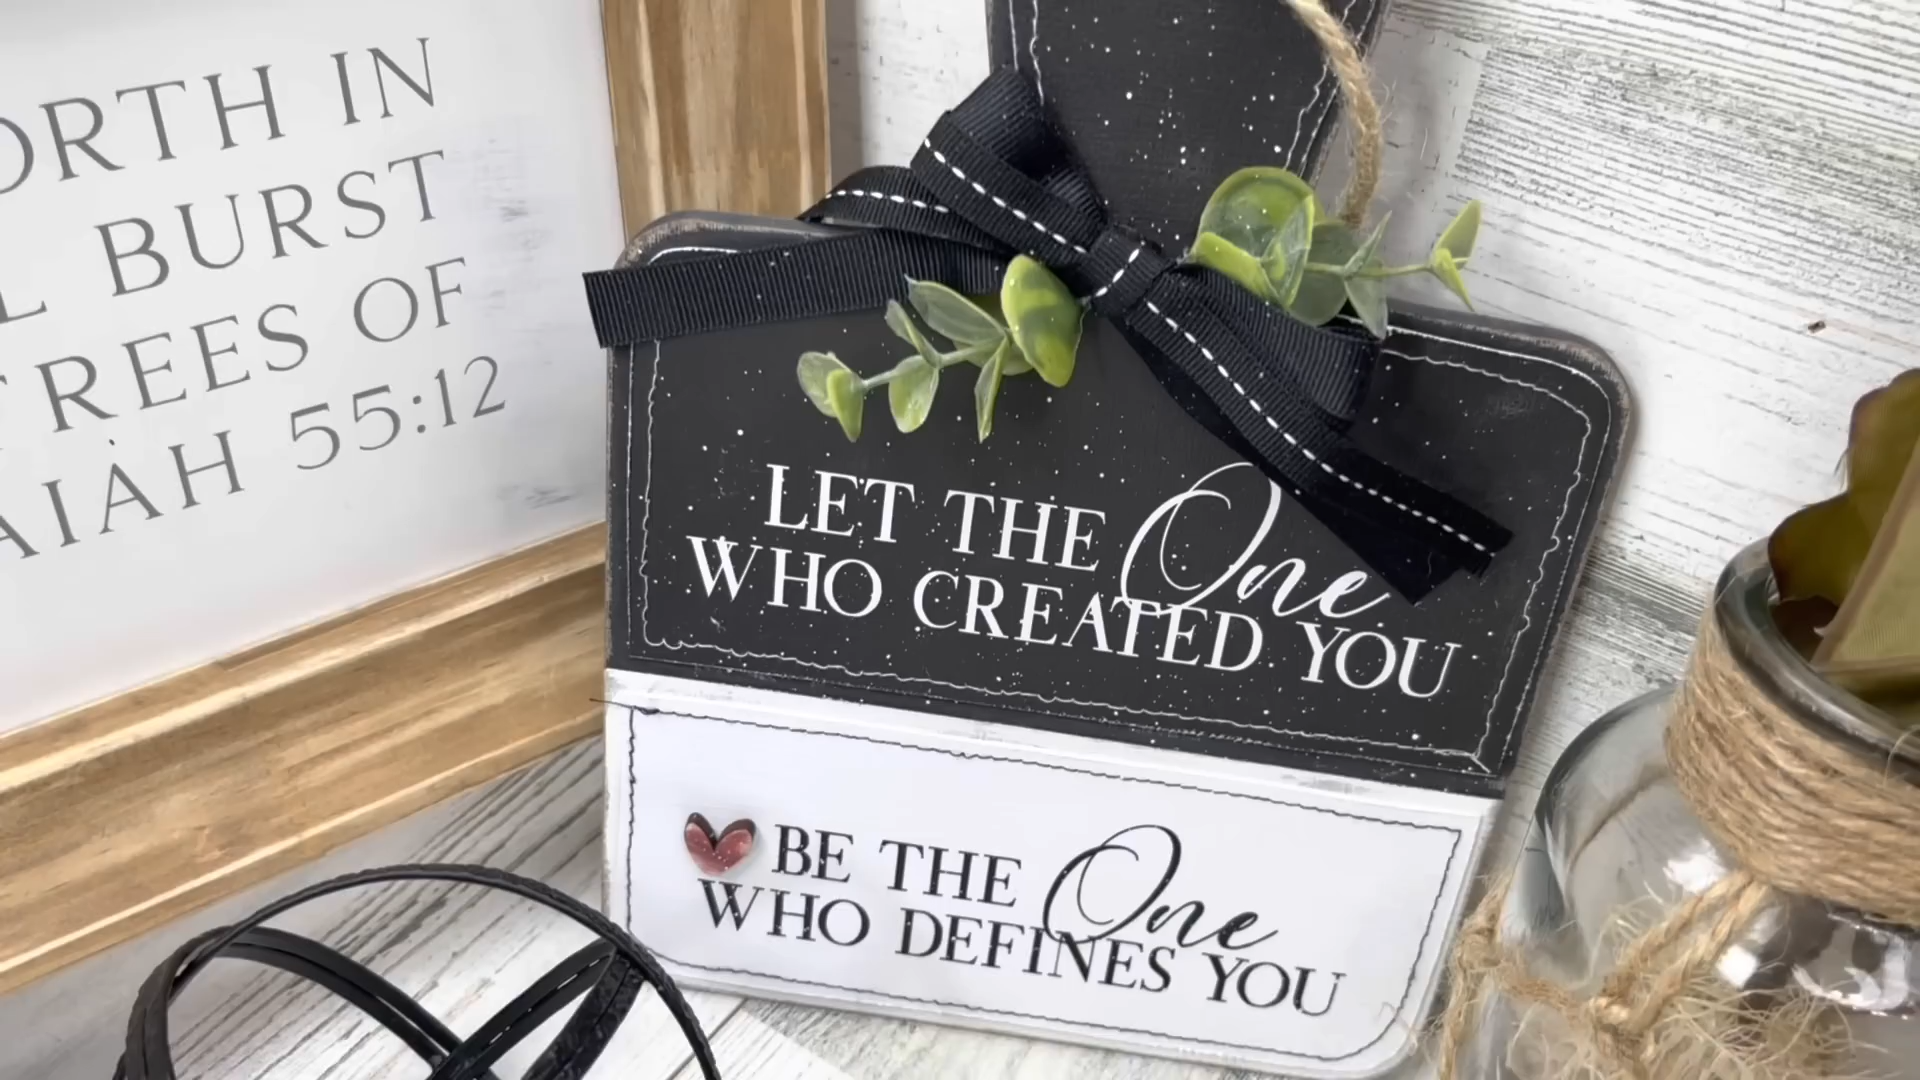 ORTH IN
L BURST
TREES OF
AIAH 55:12
LET THE One
WHO CREATED YOU
BE THE One
WHO DEFINES YOU